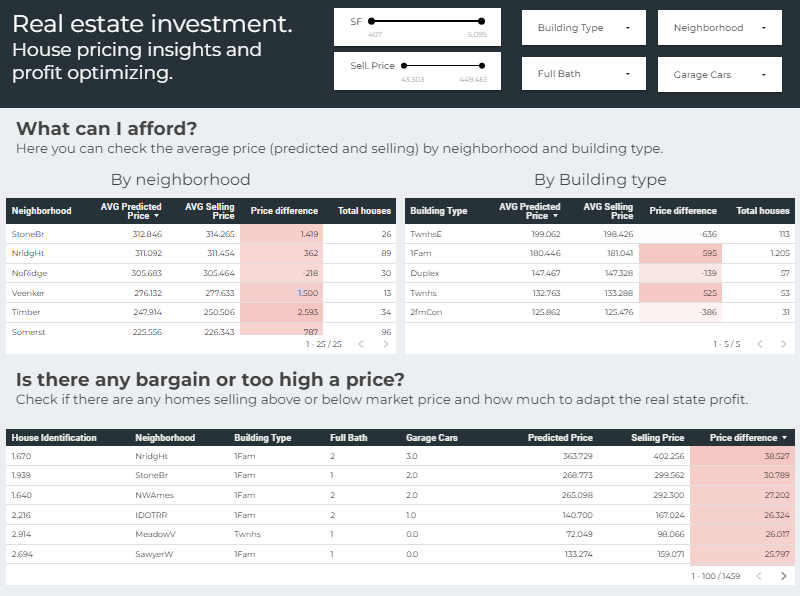 Real estate investment.
House pricing insights and
profit optimizing.
SF
407 5.095
Sell. Price
43.303 449.465
Building Type
Neighborhood
Full Bath
Garage Cars
What can I afford?
Here you can check the average price (predicted and selling) by neighborhood and building type.
By neighborhood
Neighborhood AVG Predicted Price AVG Selling Price Price difference Total houses
StoneBr 312.846 314.265 1.419 26
NridgHt 311.092 311.454 362 89
NoRidge 305.683 305.464 -218 30
Veenker 276.132 277.633 1.500 13
Timber 247.914 250.506 2.593 34
Somerst 225.556 226.343 787 96
1 - 25 / 25
By Building type
Building Type AVG Predicted Price AVG Selling Price Price difference Total houses
TwnhsE 199.062 198.426 -636 113
1Fam 180.446 181.041 595 1.205
Duplex 147.467 147.328 -139 57
Twnhs 132.763 133.288 525 53
2fmCon 125.862 125.476 -386 31
1 - 5 / 5
Is there any bargain or too high a price?
Check if there are any homes selling above or below market price and how much to adapt the real state profit.
House Identification Neighborhood Building Type Full Bath Garage Cars Predicted Price Selling Price Price difference
1.670 NridgHt 1Fam 2 3.0 363.729 402.256 38.527
1.939 StoneBr 1Fam 1 2.0 268.773 299.562 30.789
1.640 NWAmes 1Fam 2 2.0 265.098 292.300 27.202
2.216 IDOTRR 1Fam 2 1.0 140.700 167.024 26.324
2.914 MeadowV Twnhs 1 0.0 72.049 98.066 26.017
2.694 SawyerW 1Fam 1 0.0 133.274 159.071 25.797
1 - 100 / 1459